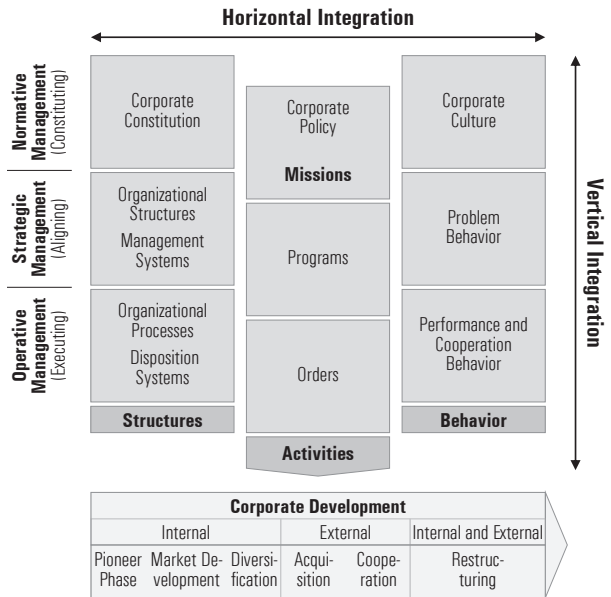 Horizontal Integration
Normative
Management
(Constituting)
Corporate
Constitution
Corporate
Policy
Missions
Corporate
Culture
Strategic
Management
(Aligning)
Organizational
Structures
Management
Systems
Programs
Problem
Behavior
Operative
Management
(Executing)
Organizational
Processes
Disposition
Systems
Orders
Performance and
Cooperation
Behavior
Structures
Activities
Behavior
Vertical Integration
Corporate Development
Internal
External
Internal and External
Pioneer
Phase
Market De-
velopment
Diversi-
fication
Acqui-
sition
Coope-
ration
Restruc-
turing